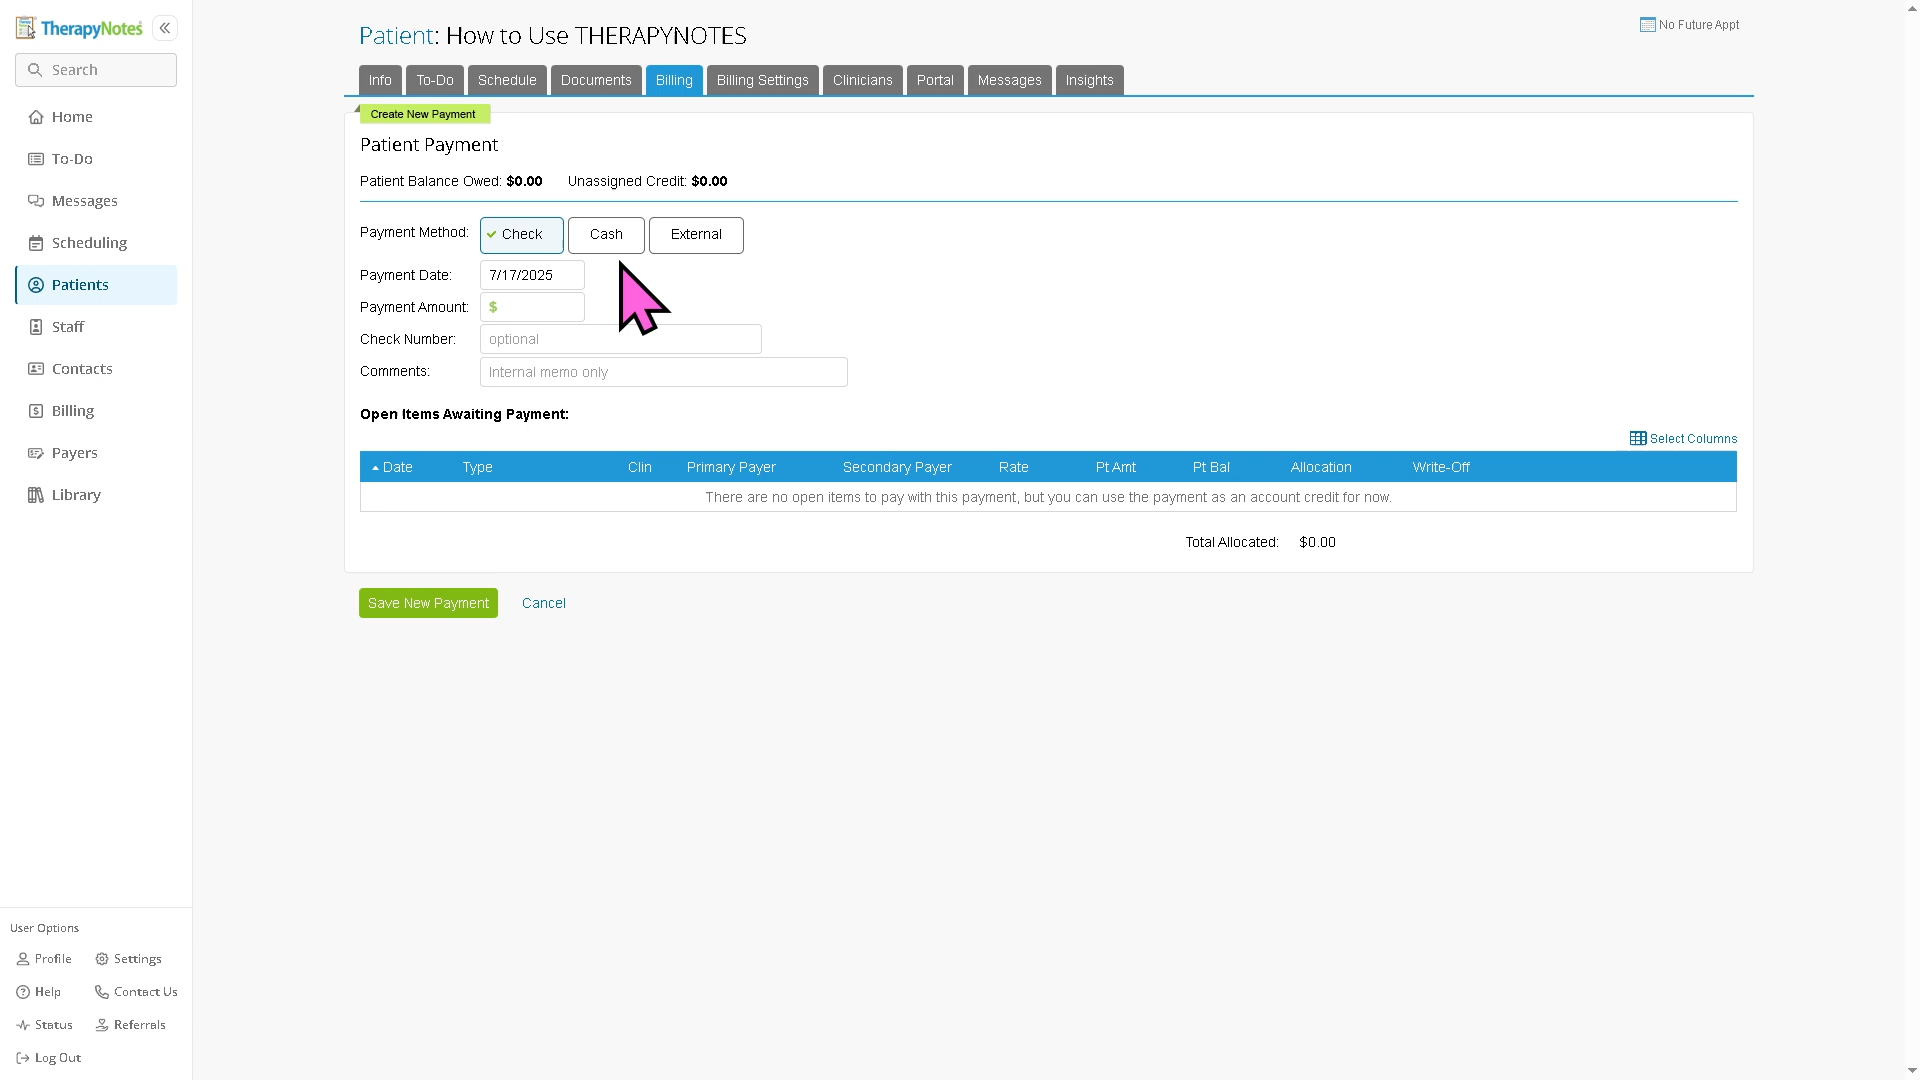 TherapyNotes
Search
Home
To-Do
Messages
Scheduling
Patients
Staff
Contacts
Billing
Payers
Library
User Options
Profile Settings
Help Contact Us
Status Referrals
Log Out
Patient: How to Use THERAPYNOTES
No Future Appt
Info To-Do Schedule Documents Billing Billing Settings Clinicians Portal Messages Insights
Create New Payment
Patient Payment
Patient Balance Owed: $0.00 Unassigned Credit: $0.00
Payment Method: Check Cash External
Payment Date: 7/17/2025
Payment Amount: $
Check Number: optional
Comments: Internal memo only
Open Items Awaiting Payment:
Select Columns
Date Type Clin Primary Payer Secondary Payer Rate Pt Amt Pt Bal Allocation Write-Off
There are no open items to pay with this payment, but you can use the payment as an account credit for now.
Total Allocated: $0.00
Save New Payment Cancel